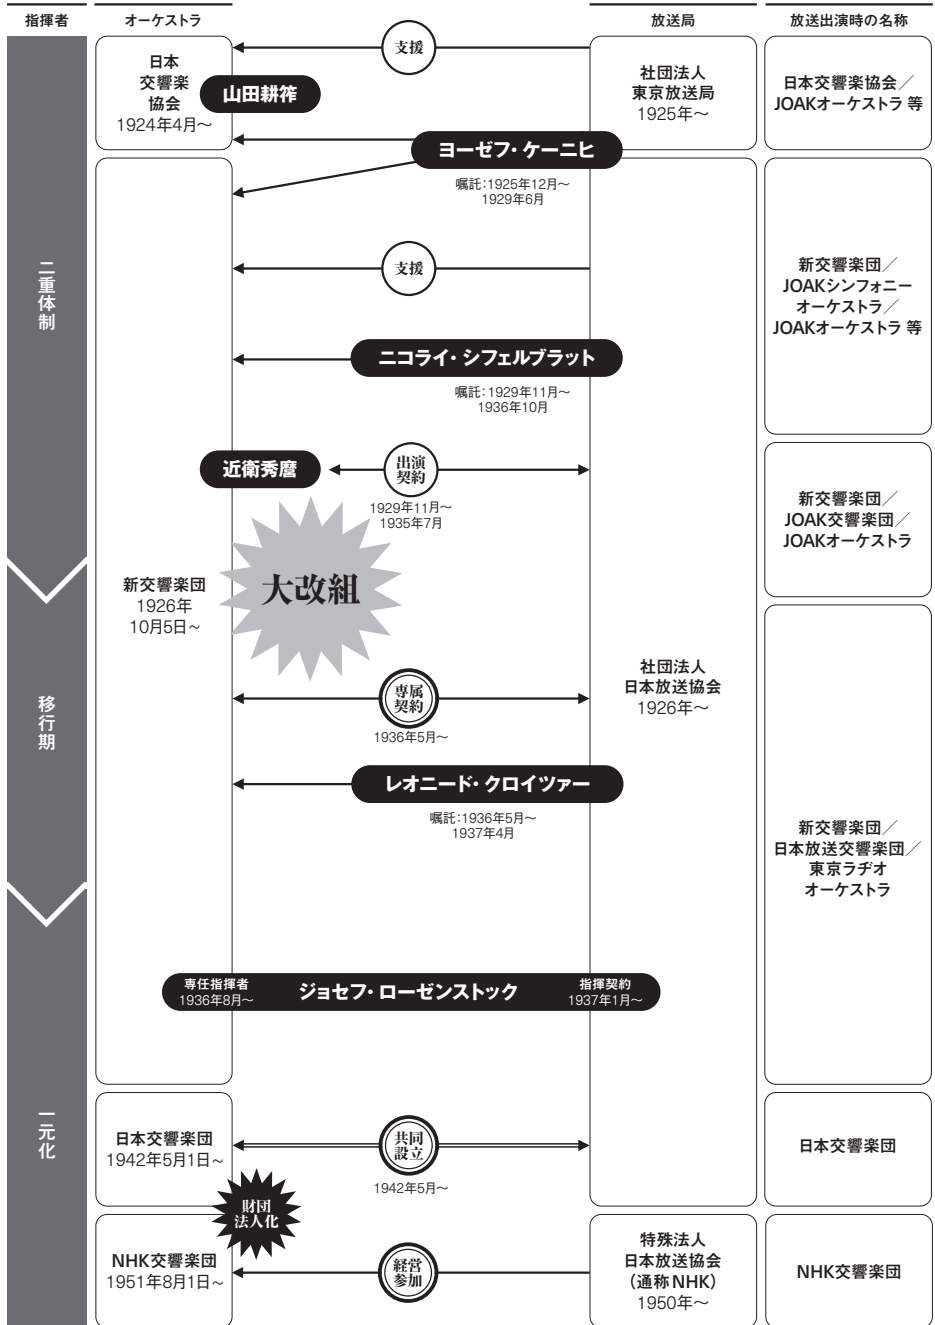 指揮者
オーケストラ
放送局
放送出演時の名称
二重体制
移行期
一元化
日本
交響楽
協会
1924年4月〜
支援
山田耕筰
社団法人
東京放送局
1925年〜
日本交響楽協会／
JOAKオーケストラ 等
ヨーゼフ・ケーニヒ
嘱託：1925年12月〜
1929年6月
支援
新交響楽団／
JOAKシンフォニー
オーケストラ／
JOAKオーケストラ 等
ニコライ・シフェルブラット
嘱託：1929年11月〜
1936年10月
近衛秀麿
出演
契約
1929年11月〜
1935年7月
新交響楽団／
JOAK交響楽団／
JOAKオーケストラ
大改組
新交響楽団
1926年
10月5日〜
社団法人
日本放送協会
1926年〜
専属
契約
1936年5月〜
レオニード・クロイツァー
嘱託：1936年5月〜
1937年4月
新交響楽団／
日本放送交響楽団／
東京ラヂオ
オーケストラ
専任指揮者
1936年8月〜
ジョセフ・ローゼンストック
指揮契約
1937年1月〜
日本交響楽団
1942年5月1日〜
共同
設立
1942年5月〜
日本交響楽団
財団
法人化
NHK交響楽団
1951年8月1日〜
経営
参加
特殊法人
日本放送協会
（通称NHK）
1950年〜
NHK交響楽団